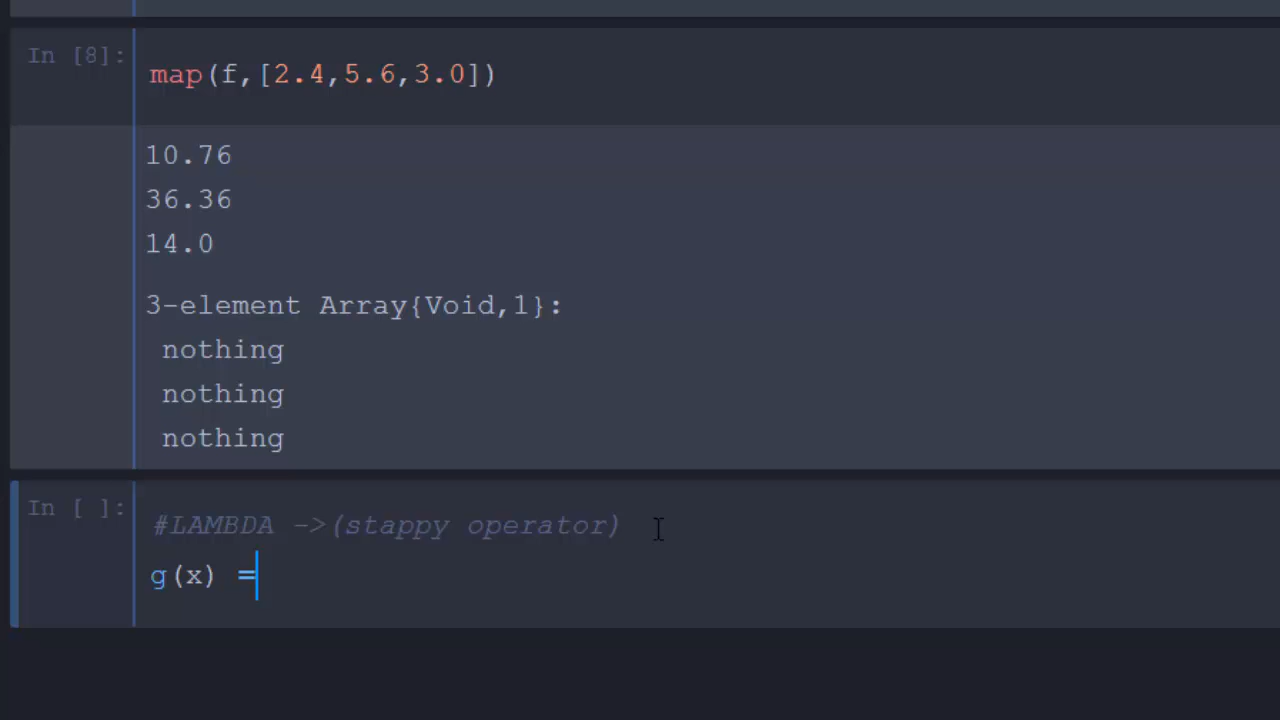 In [8]:
map(f,[2.4,5.6,3.0])
10.76
36.36
14.0
3-element Array{Void,1}:
nothing
nothing
nothing
In [ ]:
#LAMBDA ->(stappy operator)
g(x) =